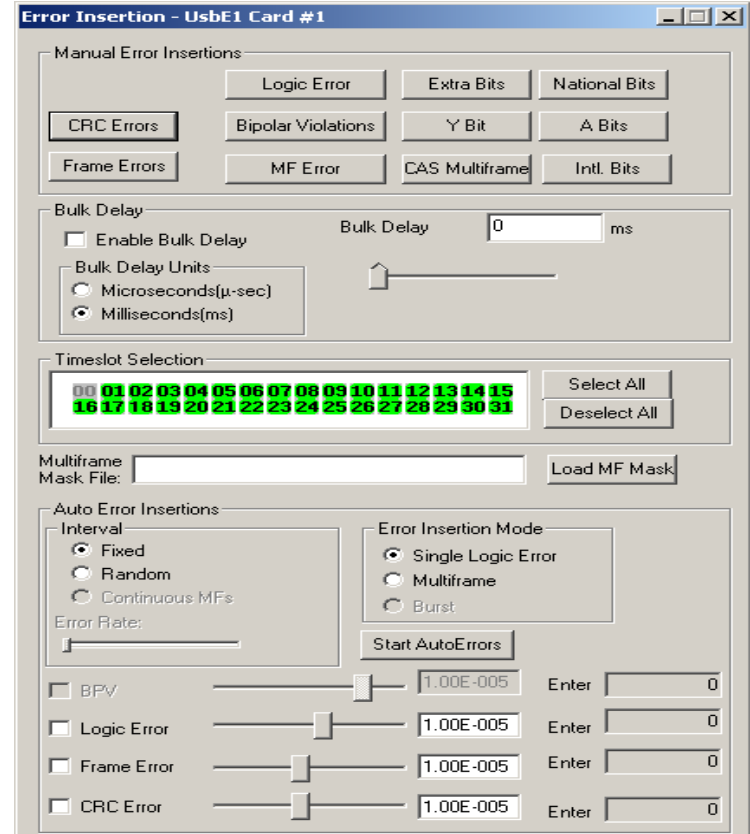 Error Insertion - UsbE1 Card #1
Manual Error Insertions
Logic Error Extra Bits National Bits
CRC Errors Bipolar Violations Y Bit A Bits
Frame Errors MF Error CAS Multiframe Intl. Bits
Bulk Delay
Enable Bulk Delay Bulk Delay 0 ms
Bulk Delay Units
Microseconds(µ-sec)
Milliseconds(ms)
Timeslot Selection
00 01 02 03 04 05 06 07 08 09 10 11 12 13 14 15 Select All
16 17 18 19 20 21 22 23 24 25 26 27 28 29 30 31 Deselect All
Multiframe
Mask File: Load MF Mask
Auto Error Insertions
Interval Error Insertion Mode
Fixed Single Logic Error
Random Multiframe
Continuous MFs Burst
Error Rate:
Start AutoErrors
BPV 1.00E-005 Enter 0
Logic Error 1.00E-005 Enter 0
Frame Error 1.00E-005 Enter 0
CRC Error 1.00E-005 Enter 0